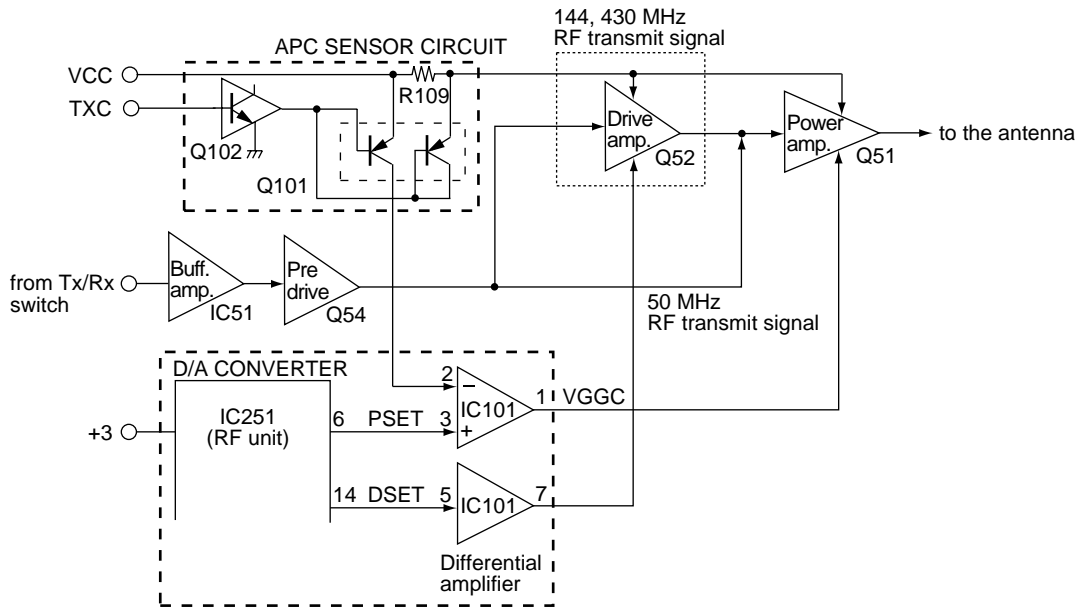 144, 430 MHz
RF transmit signal
APC SENSOR CIRCUIT
VCC
TXC
R109
Q102
Q101
Drive
amp.
Q52
Power
amp.
Q51
to the antenna
from Tx/Rx
switch
Buff.
amp.
IC51
Pre
drive
Q54
50 MHz
RF transmit signal
D/A CONVERTER
+3
IC251
(RF unit)
6 PSET 3
2
–
IC101
+
1 VGGC
14 DSET 5
IC101
7
Differential
amplifier